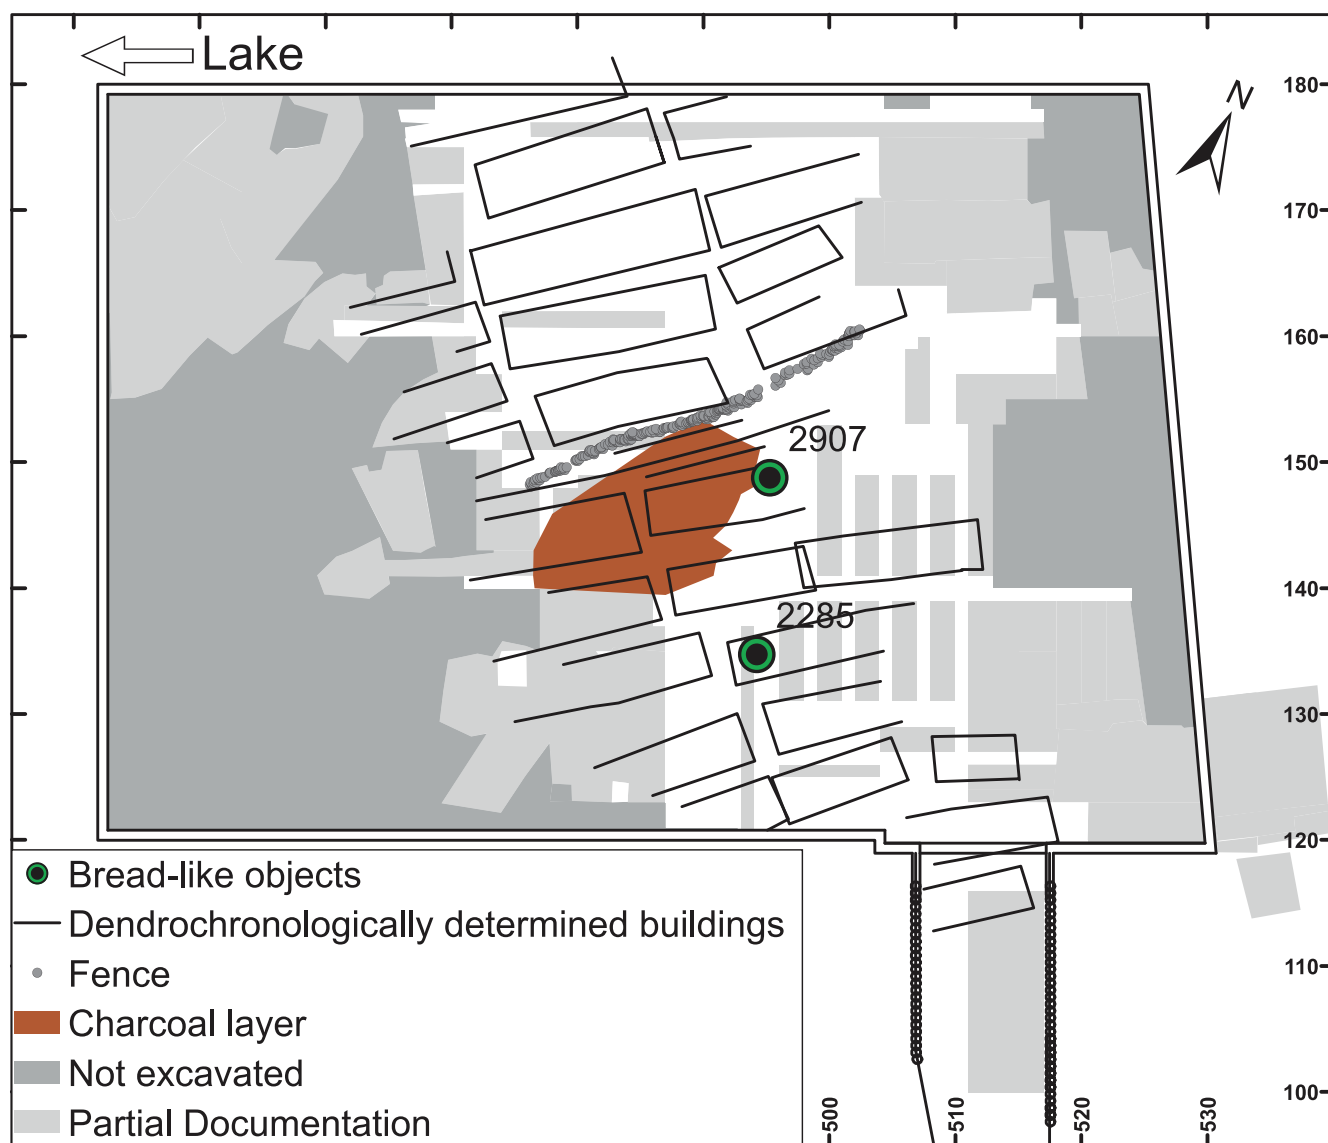 Lake
N
180
170
160
2907
150
140
2285
130
120
Bread-like objects
Dendrochronologically determined buildings
Fence
110
Charcoal layer
Not excavated
100
Partial Documentation
500
510
520
530